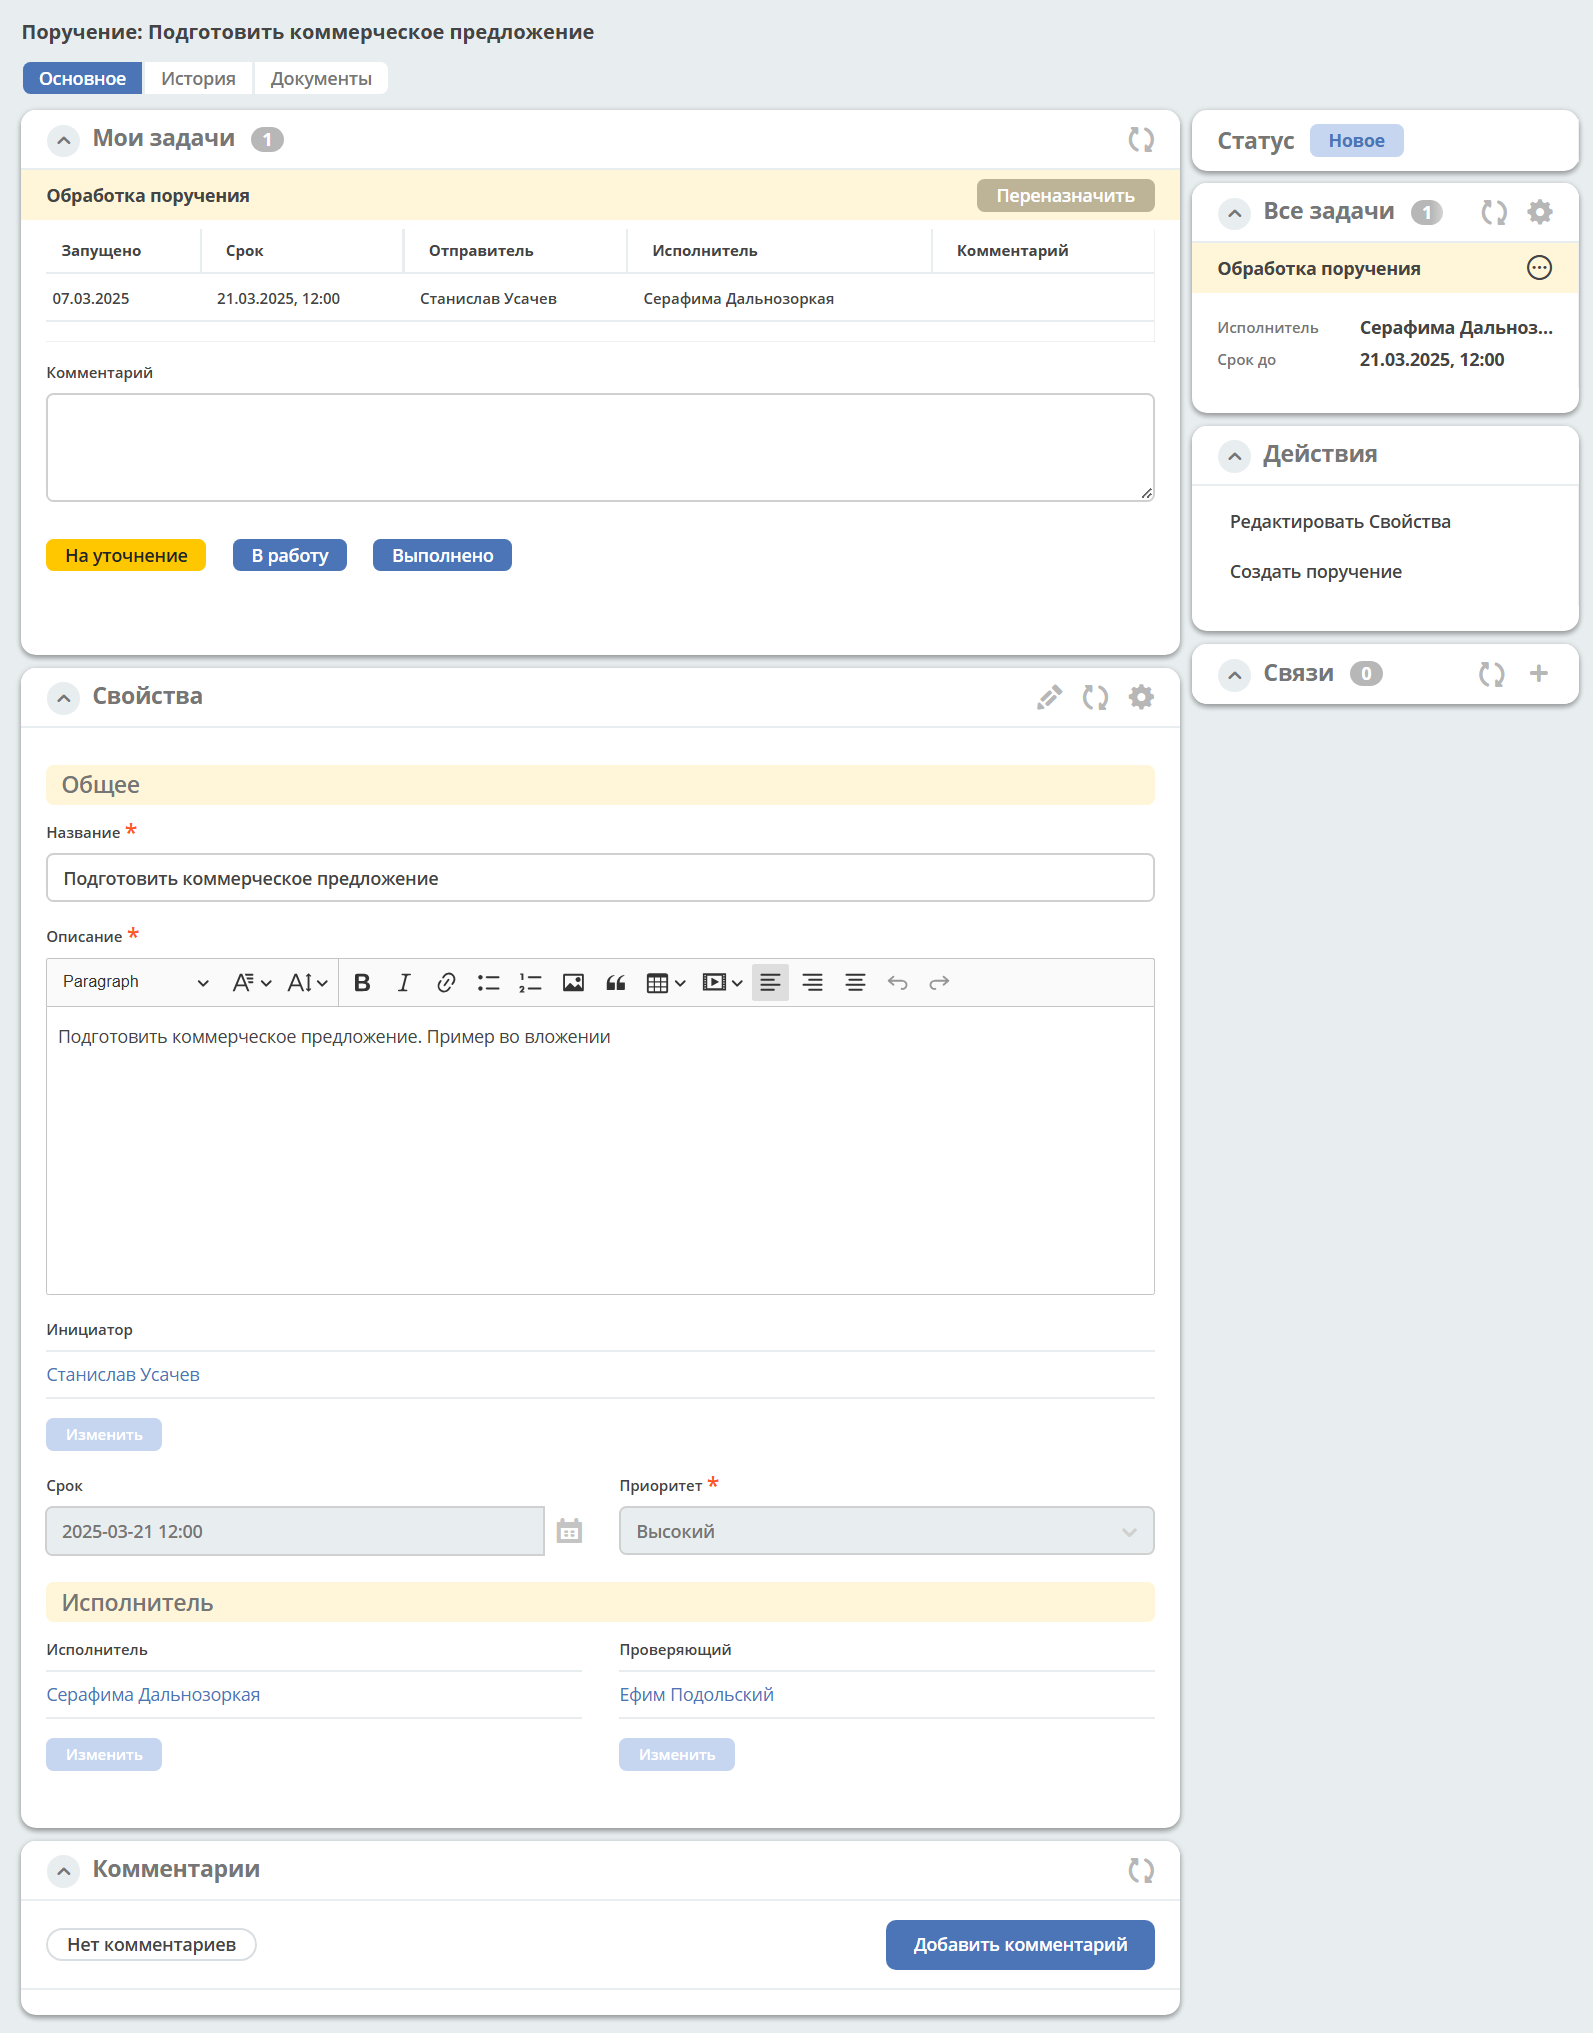 Поручение: Подготовить коммерческое предложение
Основное
История
Документы
Мои задачи 1
Обработка поручения
Переназначить
Запущено Срок Отправитель Исполнитель Комментарий
07.03.2025 21.03.2025, 12:00 Станислав Усачев Серафима Дальнозоркая
Комментарий
На уточнение
В работу
Выполнено
Статус Новое
Все задачи 1
Обработка поручения
Исполнитель Серафима Дальноз...
Срок до 21.03.2025, 12:00
Действия
Редактировать Свойства
Создать поручение
Связи 0
Свойства
Общее
Название *
Подготовить коммерческое предложение
Описание *
Paragraph
Подготовить коммерческое предложение. Пример во вложении
Инициатор
Станислав Усачев
Изменить
Срок
2025-03-21 12:00
Приоритет *
Высокий
Исполнитель
Исполнитель
Серафима Дальнозоркая
Изменить
Проверяющий
Ефим Подольский
Изменить
Комментарии
Нет комментариев
Добавить комментарий